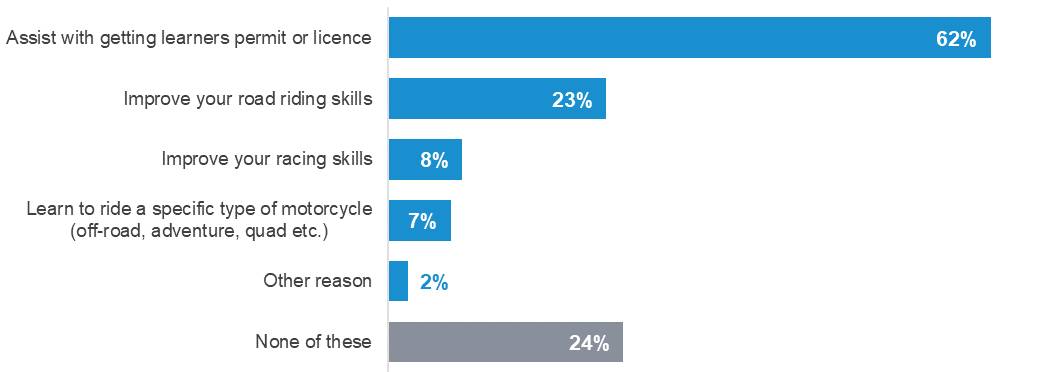 Assist with getting learners permit or licence
62%
Improve your road riding skills
23%
Improve your racing skills
8%
Learn to ride a specific type of motorcycle
(off-road, adventure, quad etc.)
7%
Other reason
2%
None of these
24%